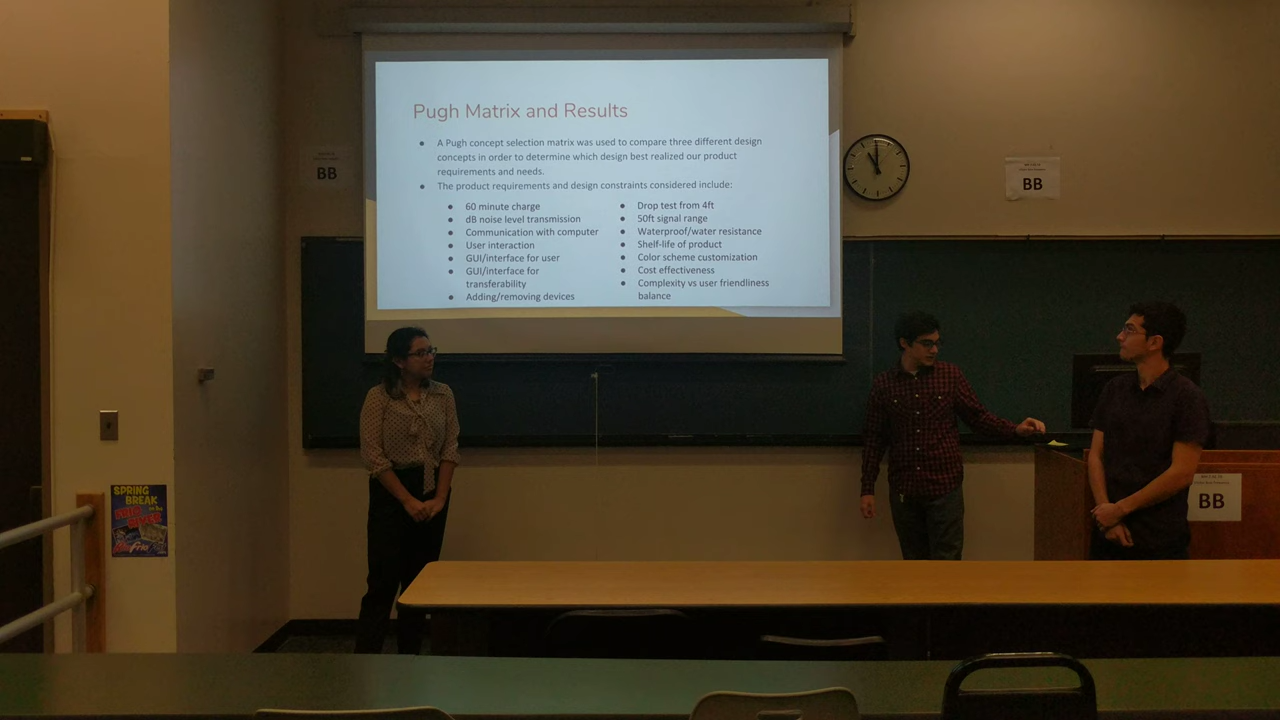 Pugh Matrix and Results
● A Pugh concept selection matrix was used to compare three different design
concepts in order to determine which design best realized our product
requirements and needs.
● The product requirements and design constraints considered include:
● 60 minute charge
● dB noise level transmission
● Communication with computer
● User interaction
● GUI/interface for user
● GUI/interface for
transferability
● Adding/removing devices
● Drop test from 4ft
● 50ft signal range
● Waterproof/water resistance
● Shelf-life of product
● Color scheme customization
● Cost effectiveness
● Complexity vs user friendliness
balance
BB
BB
BB
SPRING
BREAK